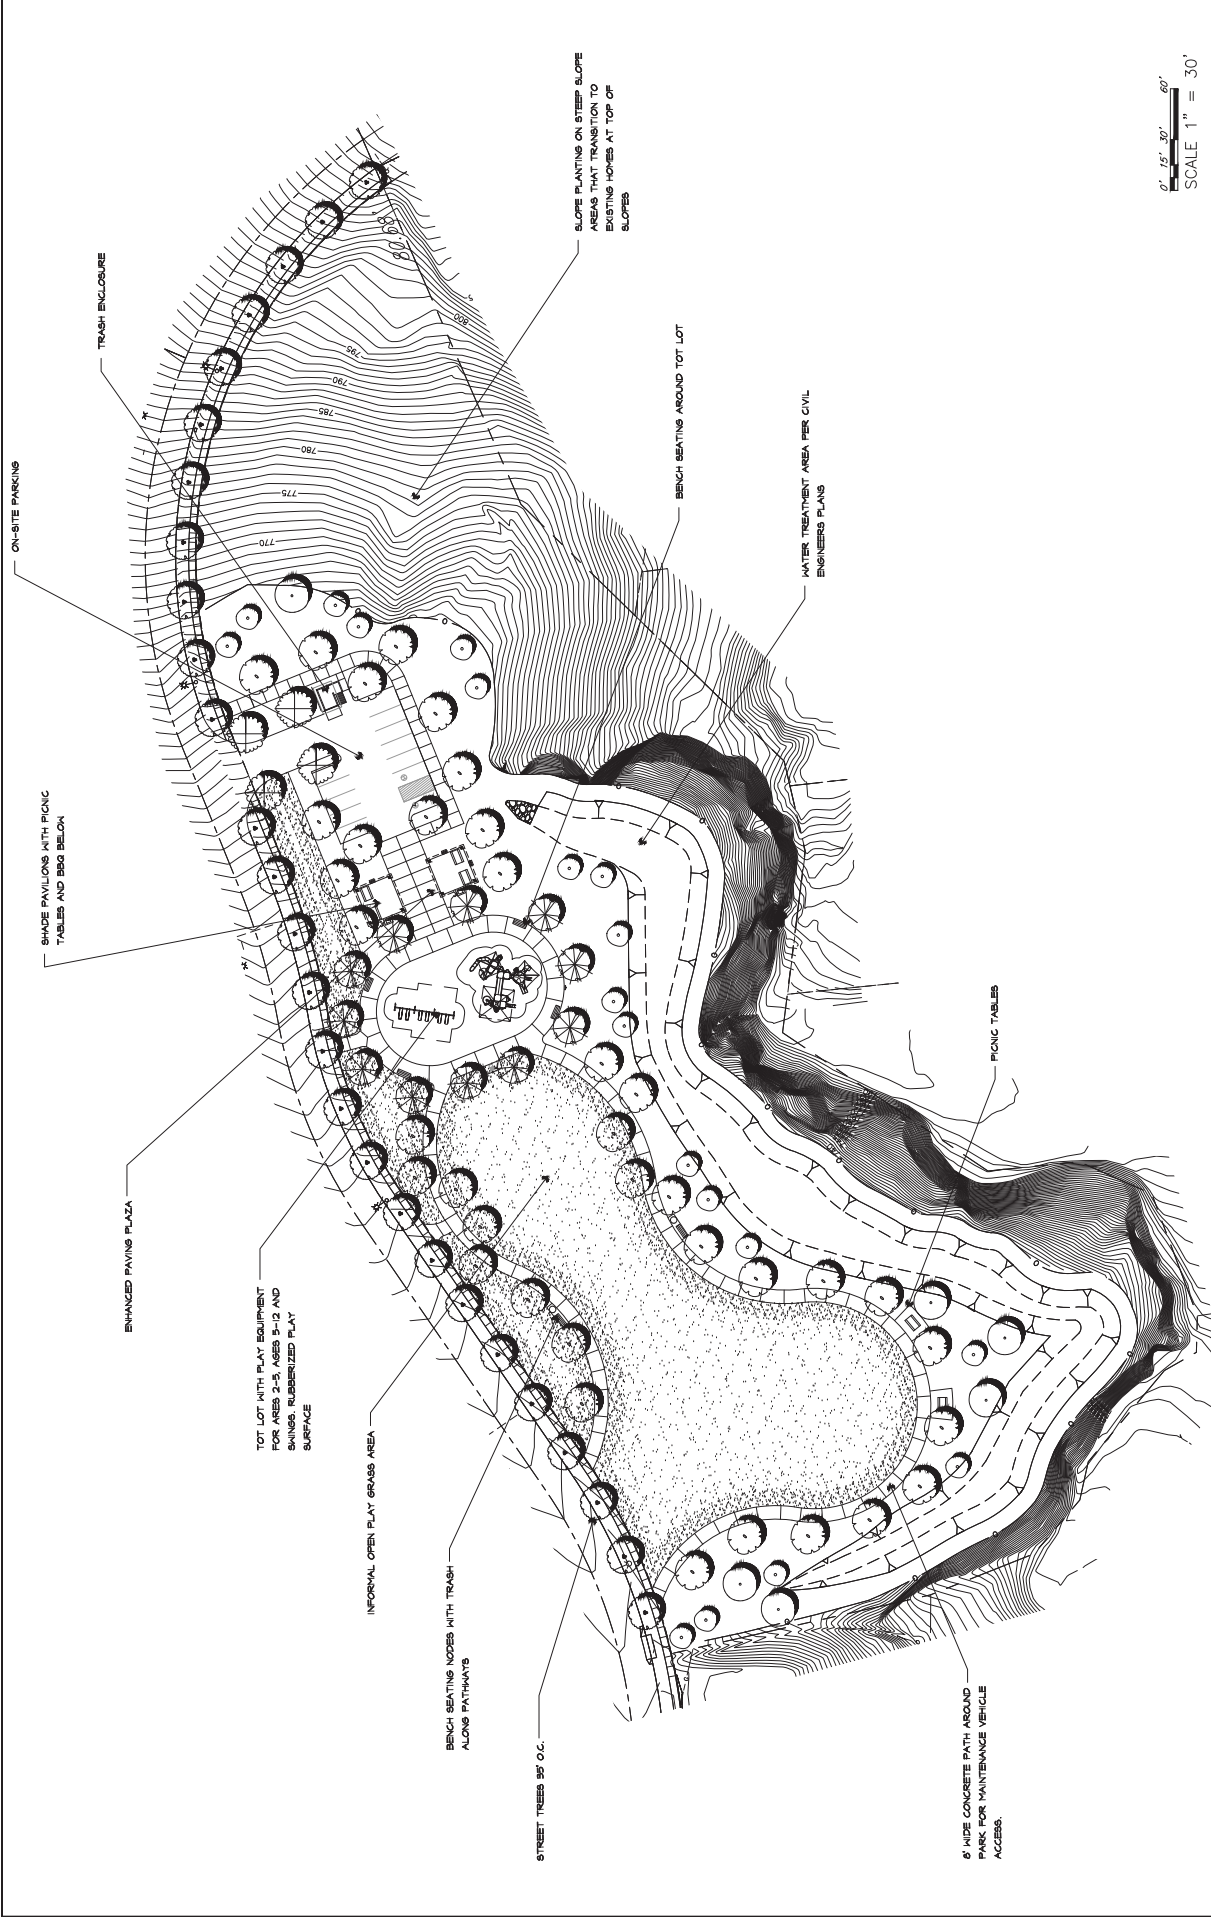 STREET TREES 35' O.C.
BENCH SEATING NODES WITH TRASH
ALONG PATHWAYS
INFORMAL OPEN PLAY GRASS AREA
TOT LOT WITH PLAY EQUIPMENT
FOR ARES 2-5, AGES 5-12 AND
SWINGS. RUBBERIZED PLAY
SURFACE
ENHANCED PAVING PLAZA
SHADE PAVILIONS WITH PICNIC
TABLES AND BBQ BELOW
ON-SITE PARKING
TRASH ENCLOSURE
SLOPE PLANTING ON STEEP SLOPE
AREAS THAT TRANSITION TO
EXISTING HOMES AT TOP OF
SLOPES
BENCH SEATING AROUND TOT LOT
WATER TREATMENT AREA PER CIVIL
ENGINEERS PLANS
PICNIC TABLES
8' WIDE CONCRETE PATH AROUND
PARK FOR MAINTENANCE VEHICLE
ACCESS.
770
775
780
785
790
795
800
80.68'
0' 15' 30' 60'
SCALE 1" = 30'